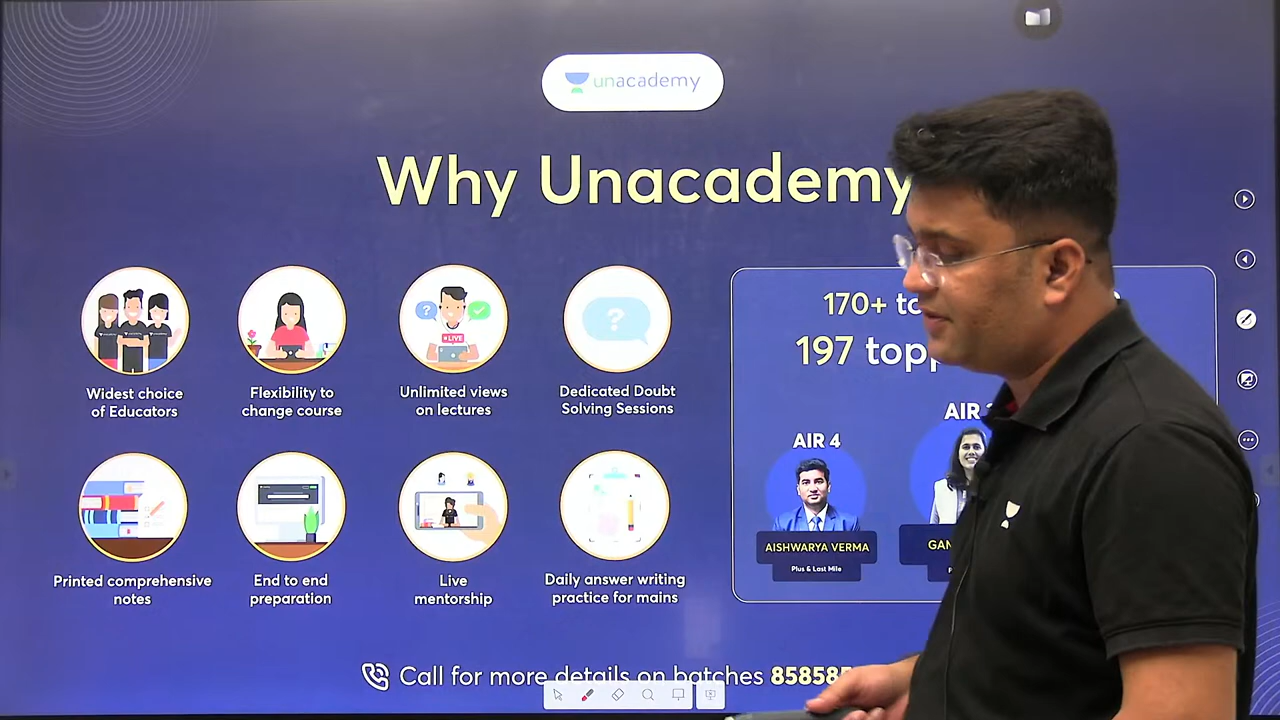 unacademy
Why Unacademy
Widest choice
of Educators
Flexibility to
change course
Unlimited views
on lectures
Dedicated Doubt
Solving Sessions
?
LIVE
?
Printed comprehensive
notes
End to end
preparation
Live
mentorship
Daily answer writing
practice for mains
170+
197
AIR 4
AIR
AISHWARYA VERMA
Plus & Last Mile
Call for more details on batches 85858